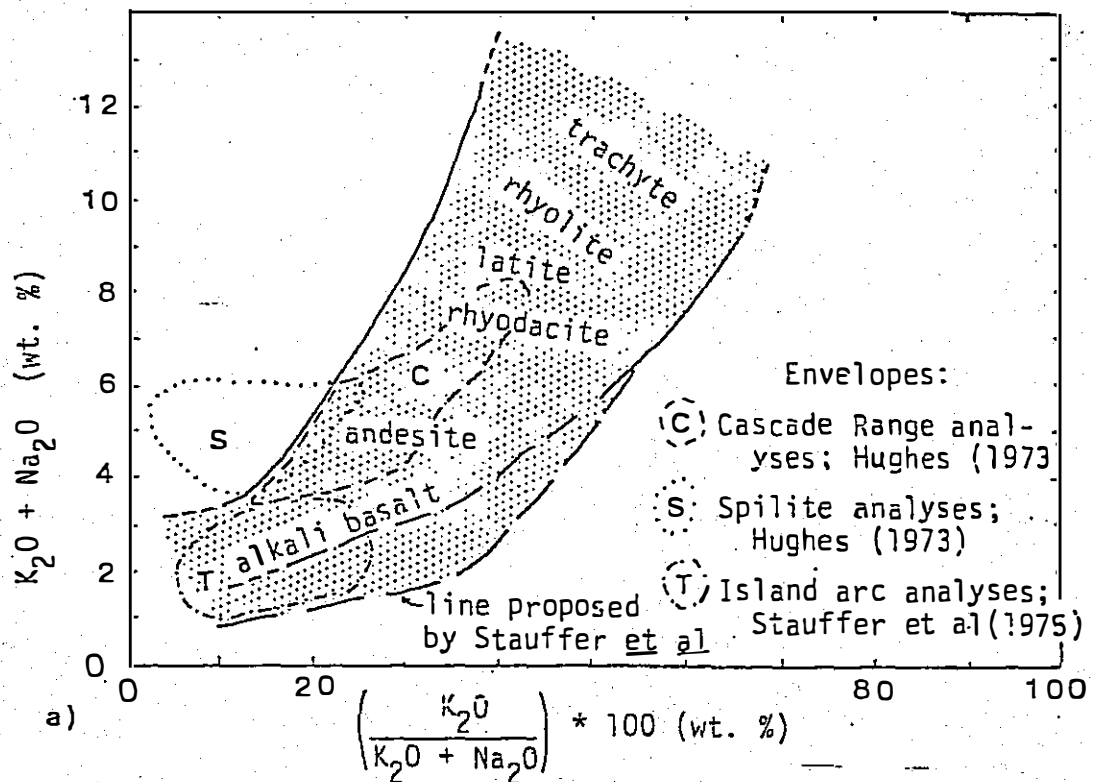 12
10
8
6
4
2
0
K2O + Na2O (wt. %)
trachyte
rhyolite
latite
rhyodacite
C
andesite
S
alkali basalt
T
line proposed
by Stauffer et al
Envelopes:
C Cascade Range anal-
yses; Hughes (1973
S Spilite analyses;
Hughes (1973)
T Island arc analyses;
Stauffer et al(1975)
0 20 40 60 80 100
a)
(K2O
K2O + Na2O) * 100 (wt. %)